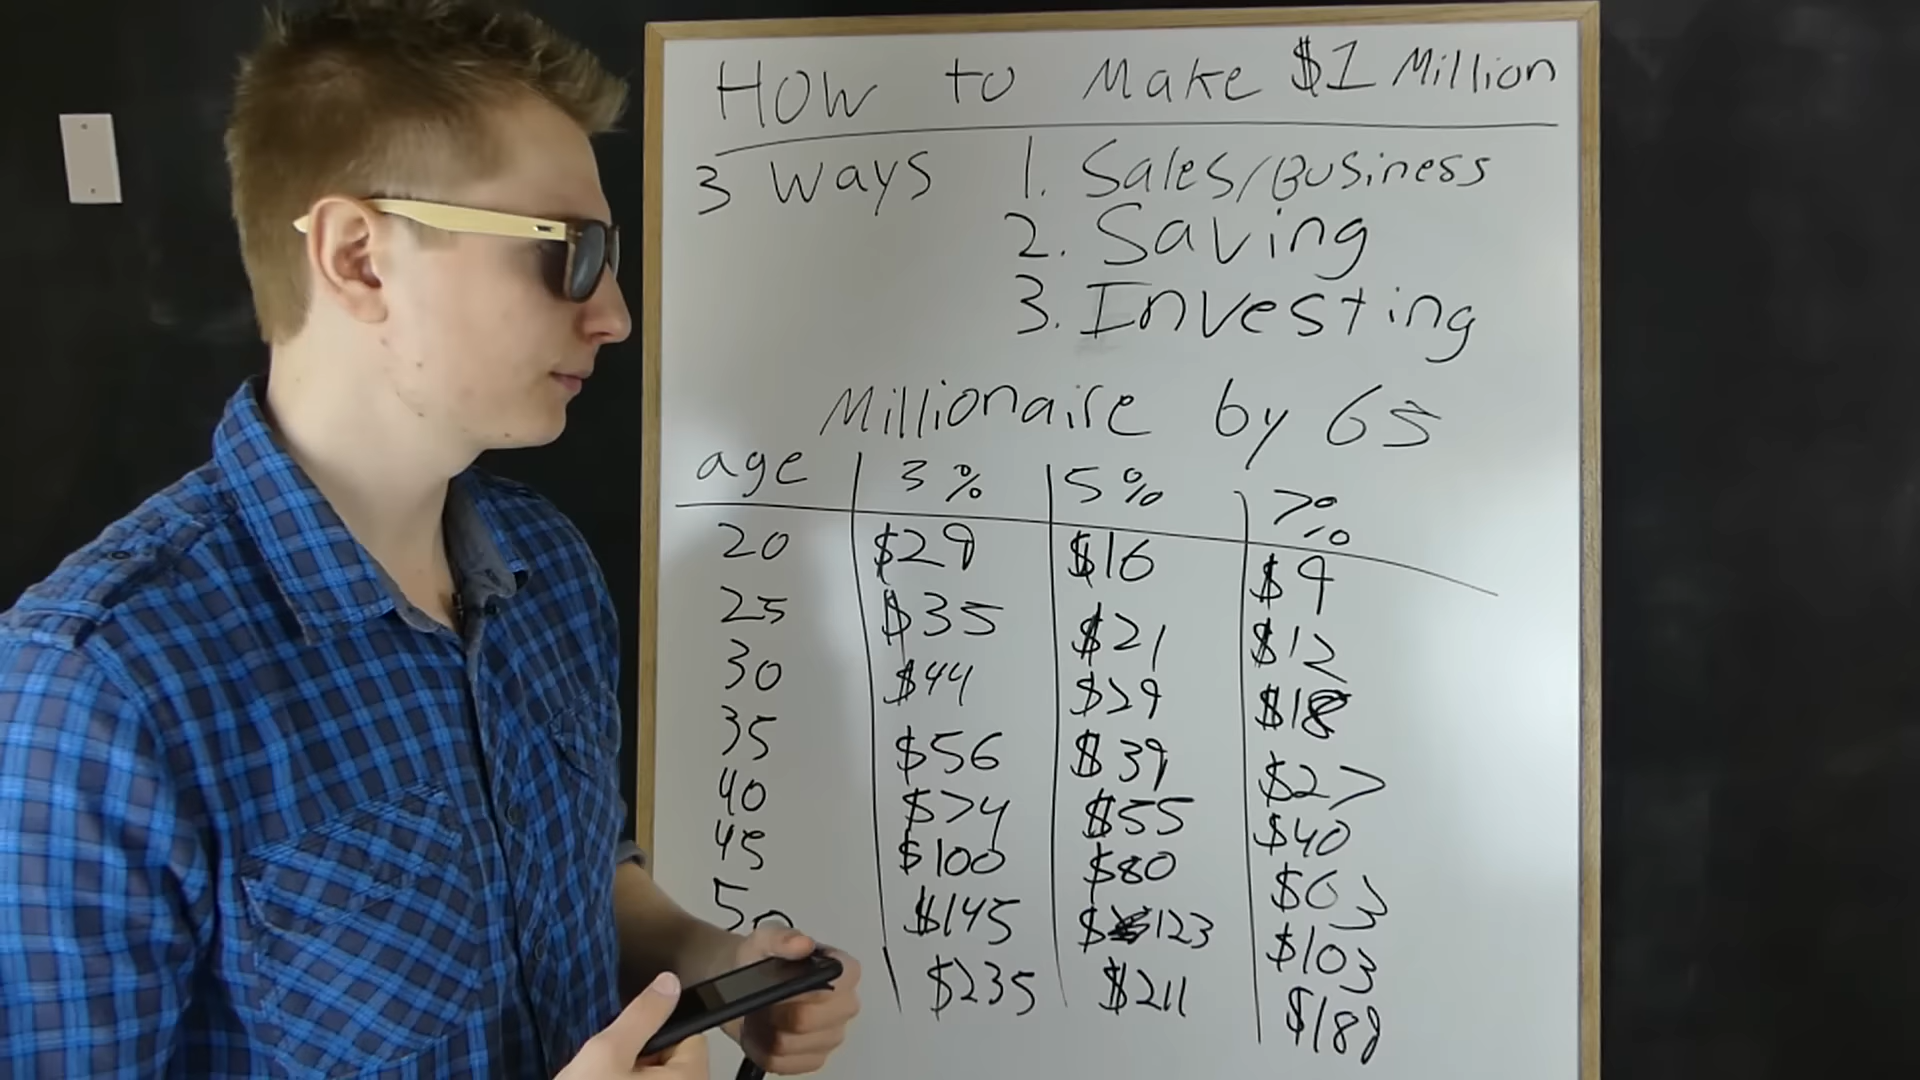 How to Make $1 Million
3 Ways 1. Sales/Business
2. Saving
3. Investing
Millionaire by 65
age 3% 5% 7%
20 $29 $16 $9
25 $35 $21 $12
30 $44 $29 $18
35 $56 $39 $27
40 $74 $55 $40
45 $100 $80 $63
50 $145 $123 $103
$235 $211 $188